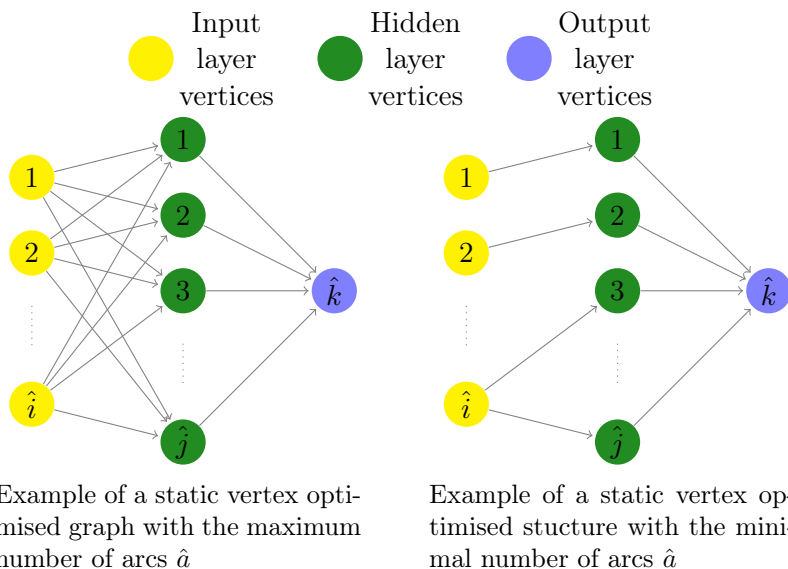 Input
layer
vertices
Hidden
layer
vertices
Output
layer
vertices
1
2
î
1
2
3
ĵ
k̂
Example of a static vertex opti-
mised graph with the maximum
number of arcs â
1
2
î
1
2
3
ĵ
k̂
Example of a static vertex op-
timised stucture with the mini-
mal number of arcs â